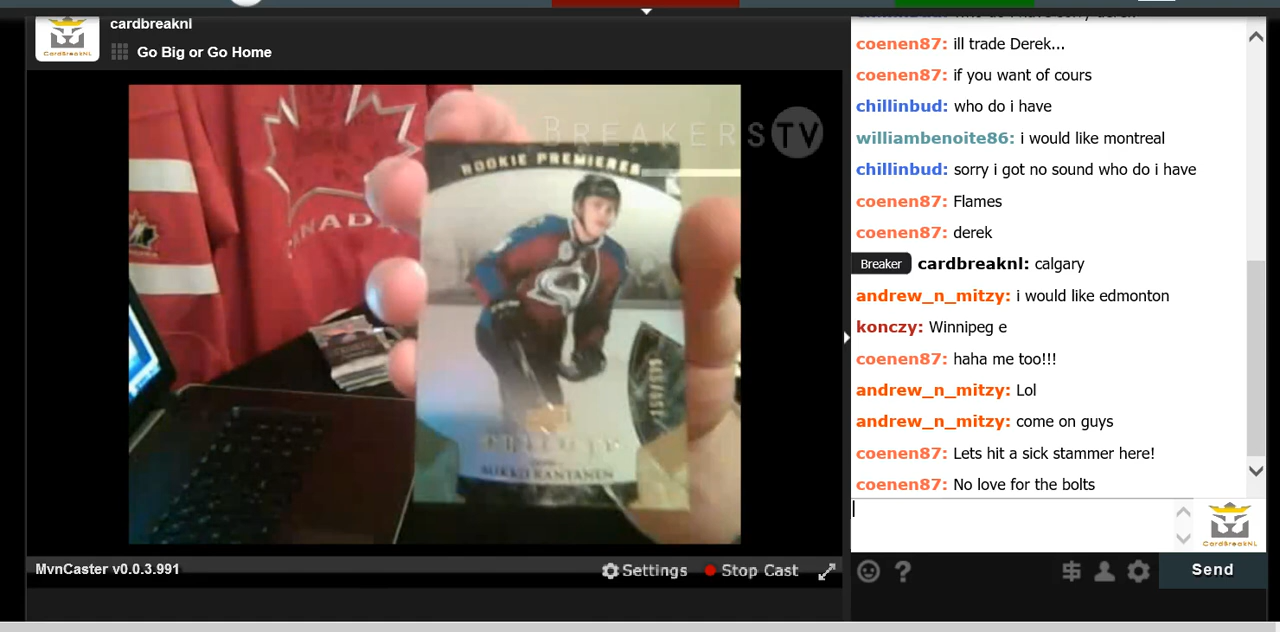 cardbreaknl
CardBreakNL
Go Big or Go Home
BREAKERS TV
ROOKIE PREMIERES
CANADA
MIKKO RANTANEN
coenen87: ill trade Derek...
coenen87: if you want of cours
chillinbud: who do i have
williambenoite86: i would like montreal
chillinbud: sorry i got no sound who do i have
coenen87: Flames
coenen87: derek
Breaker cardbreaknl: calgary
andrew_n_mitzy: i would like edmonton
konczy: Winnipeg e
coenen87: haha me too!!!
andrew_n_mitzy: Lol
andrew_n_mitzy: come on guys
coenen87: Lets hit a sick stammer here!
coenen87: No love for the bolts
CardBreakNL
MvnCaster v0.0.3.991
Settings
Stop Cast
Send